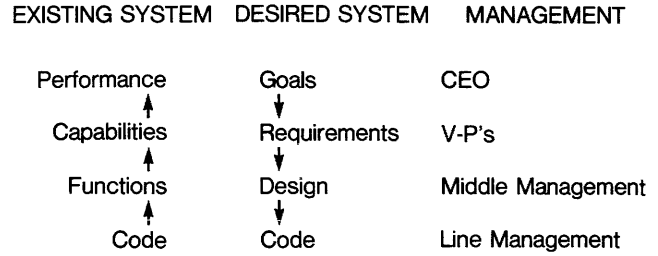 EXISTING SYSTEM DESIRED SYSTEM MANAGEMENT
Performance Goals CEO
Capabilities Requirements V-P's
Functions Design Middle Management
Code Code Line Management